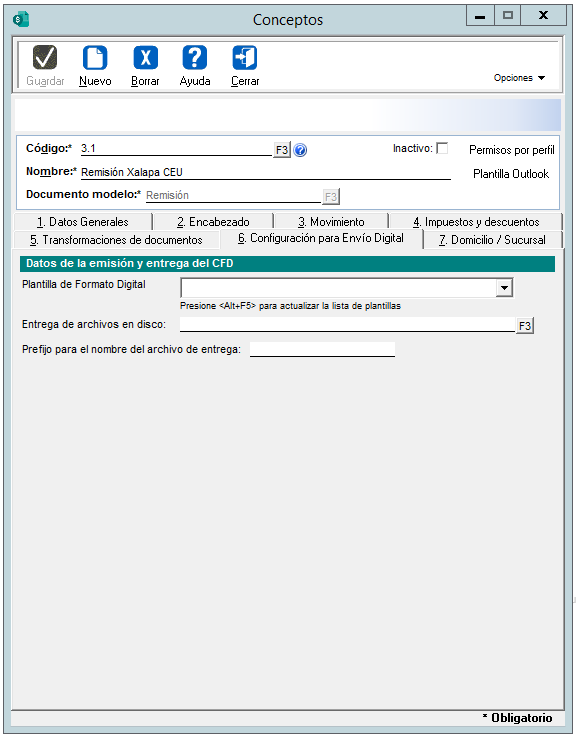 Conceptos
Guardar Nuevo Borrar Ayuda Cerrar Opciones
Código:* 3.1 F3 Inactivo: Permisos por perfil
Nombre:* Remisión Xalapa CEU Plantilla Outlook
Documento modelo:* Remisión F3
1. Datos Generales 2. Encabezado 3. Movimiento 4. Impuestos y descuentos
5. Transformaciones de documentos 6. Configuración para Envío Digital 7. Domicilio / Sucursal
Datos de la emisión y entrega del CFD
Plantilla de Formato Digital
Presione <Alt+F5> para actualizar la lista de plantillas
Entrega de archivos en disco: F3
Prefijo para el nombre del archivo de entrega:
* Obligatorio